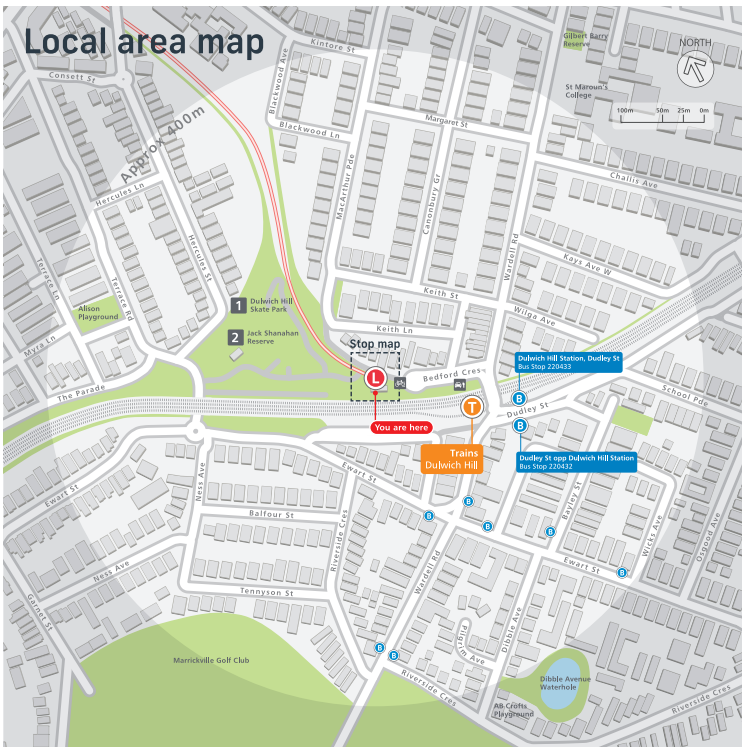 Local area map
Kintore St
Gilbert Barry
Reserve
NORTH
Consett St
Blackwood Ave
St Maroun's
College
100m 50m 25m 0m
Approx 400m
Blackwood Ln
Margaret St
Challis Ave
MacArthur Pde
Canonbury Gr
Hercules Ln
Hercules St
Wardell Rd
Kays Ave W
Terrace Ln
Terrace Rd
Keith St
Wilga Ave
1
Dulwich Hill
Skate Park
Alison
Playground
2
Jack Shanahan
Reserve
Keith Ln
Myra Ln
Stop map
L
Bedford Cres
Dulwich Hill Station, Dudley St
Bus Stop 220433
B
The Parade
School Pde
T
Dudley St
You are here
B
Trains
Dulwich Hill
Dudley St opp Dulwich Hill Station
Bus Stop 220432
Ewart St
Ewart St
Ness Ave
Riverside Cres
Bayley St
Wicks Ave
Osgood Ave
Balfour St
B
B
B
B
Ewart St
B
Wardell Rd
Ness Ave
Tennyson St
Garnet St
Pilgrim Ave
Dibble Ave
B
B
Marrickville Golf Club
Riverside Cres
Dibble Avenue
Waterhole
AB Crofts
Playground
Riverside Cres